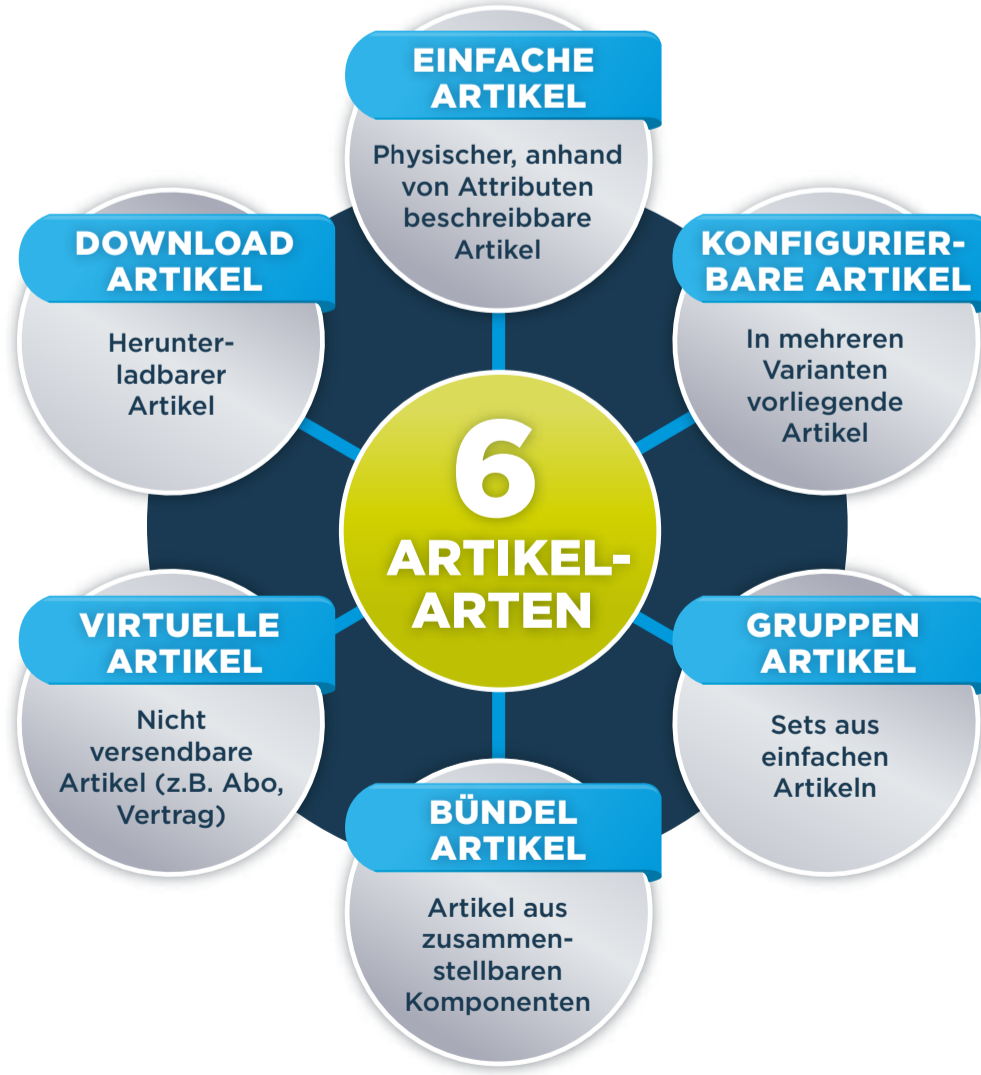 EINFACHE
ARTIKEL
Physischer, anhand
von Attributen
beschreibbare
Artikel
KONFIGURIER-
BARE ARTIKEL
In mehreren
Varianten
vorliegende
Artikel
GRUPPEN
ARTIKEL
Sets aus
einfachen
Artikeln
BÜNDEL
ARTIKEL
Artikel aus
zusammen-
stellbaren
Komponenten
VIRTUELLE
ARTIKEL
Nicht
versendbare
Artikel (z.B. Abo,
Vertrag)
DOWNLOAD
ARTIKEL
Herunter-
ladbarer
Artikel
6
ARTIKEL-
ARTEN